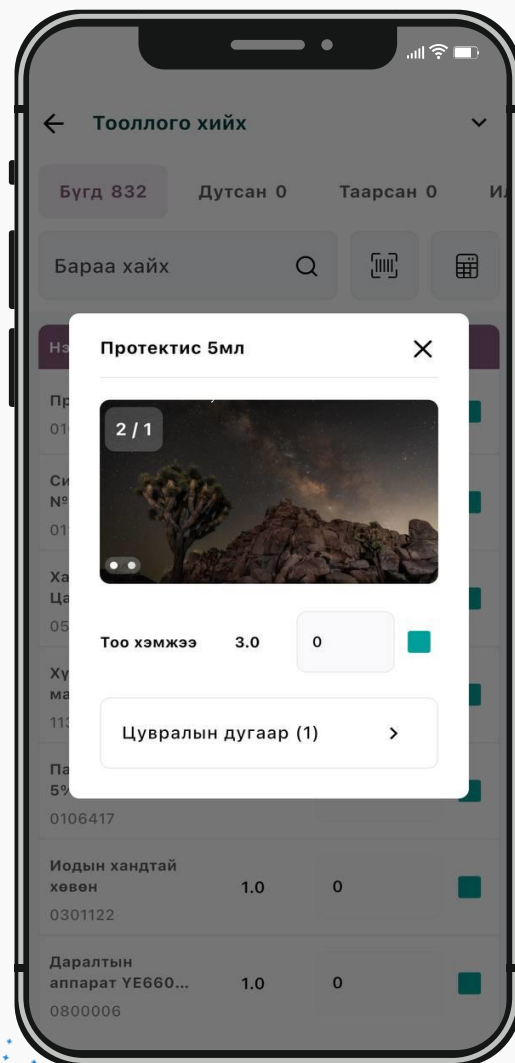 Тооллого хийх
Бүгд 832 Дутсан 0 Таарсан 0
Бараа хайх
Протектис 5мл
2 / 1
Тоо хэмжээ 3.0 0
Цувралын дугаар (1)
5%
0106417
Иодын хандтай
хөвөн
1.0 0
0301122
Даралтын
аппарат YE660...
1.0 0
0800006